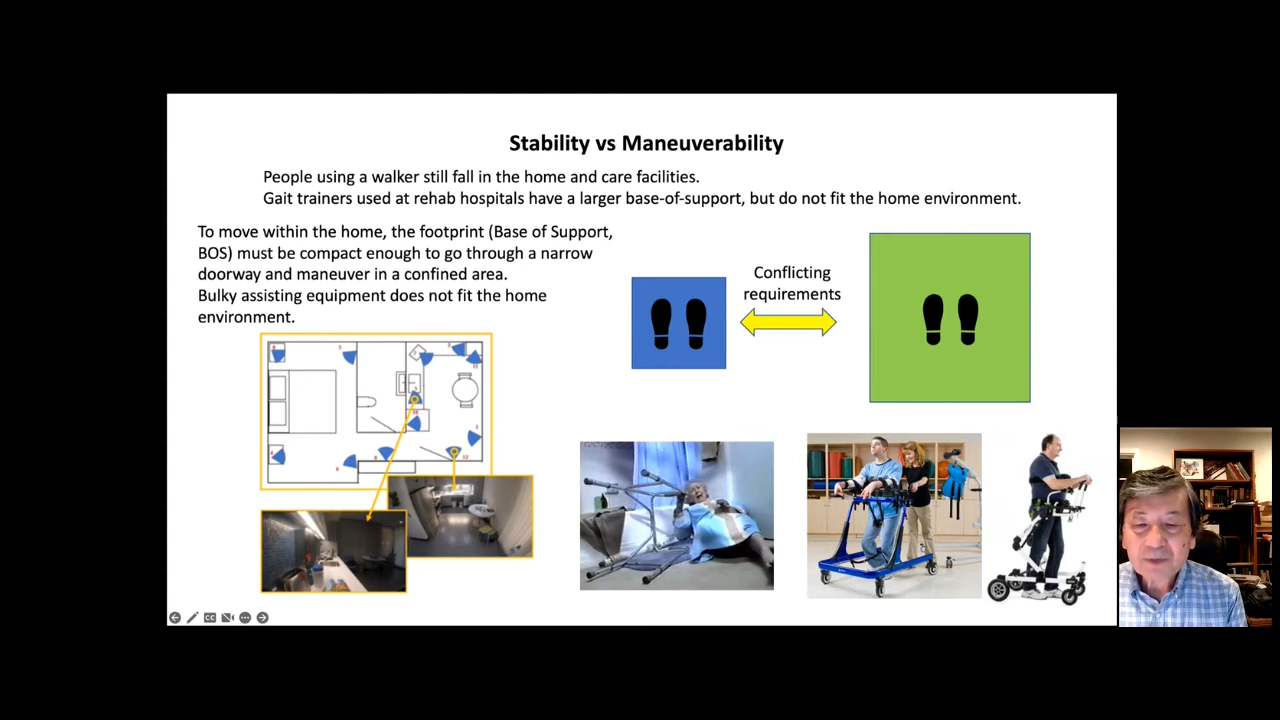 Stability vs Maneuverability
People using a walker still fall in the home and care facilities.
Gait trainers used at rehab hospitals have a larger base-of-support, but do not fit the home environment.
To move within the home, the footprint (Base of Support,
BOS) must be compact enough to go through a narrow
doorway and maneuver in a confined area.
Bulky assisting equipment does not fit the home
environment.
Conflicting
requirements